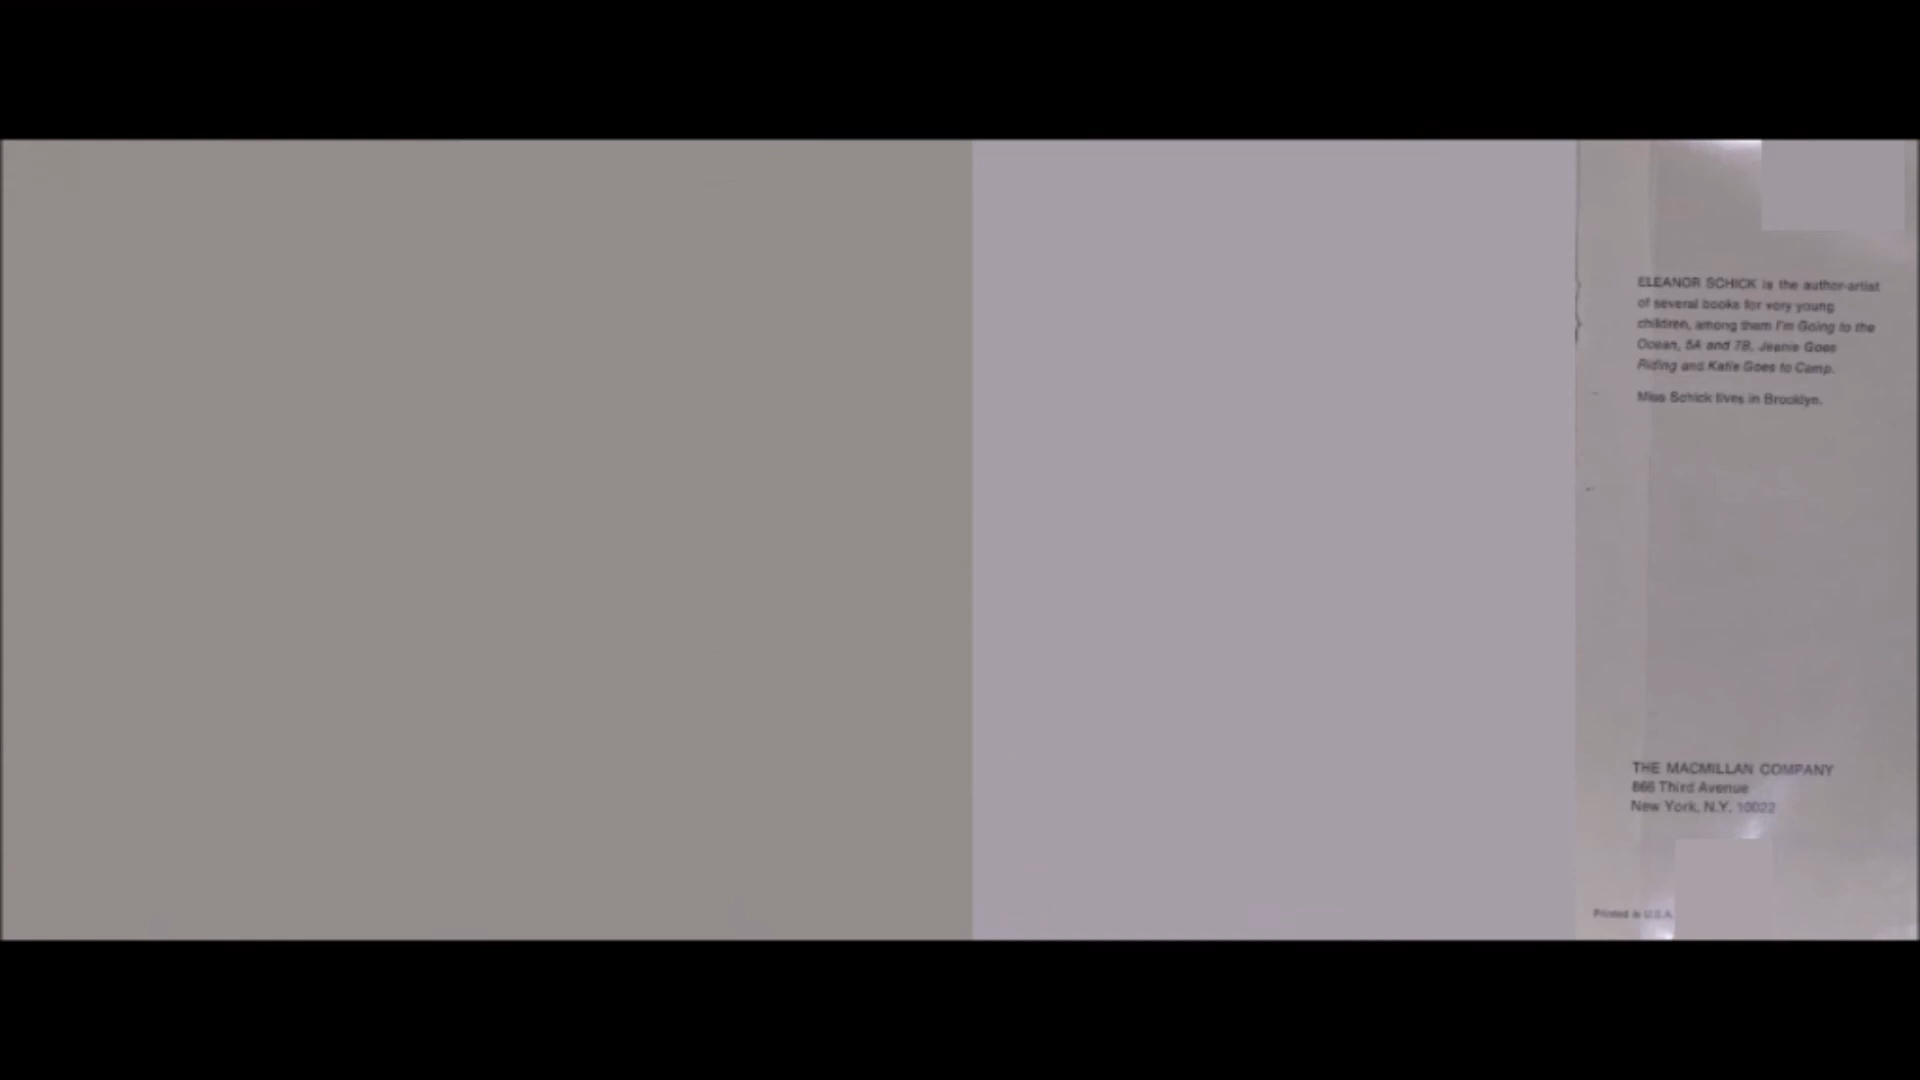 ELEANOR SCHICK is the author-artist
of several books for very young
children, among them I'm Going to the
Ocean, 5A and 7B, Jeanie Goes
Riding and Katie Goes to Camp.
Miss Schick lives in Brooklyn.
THE MACMILLAN COMPANY
866 Third Avenue
New York, N.Y. 10022
Printed in U.S.A.